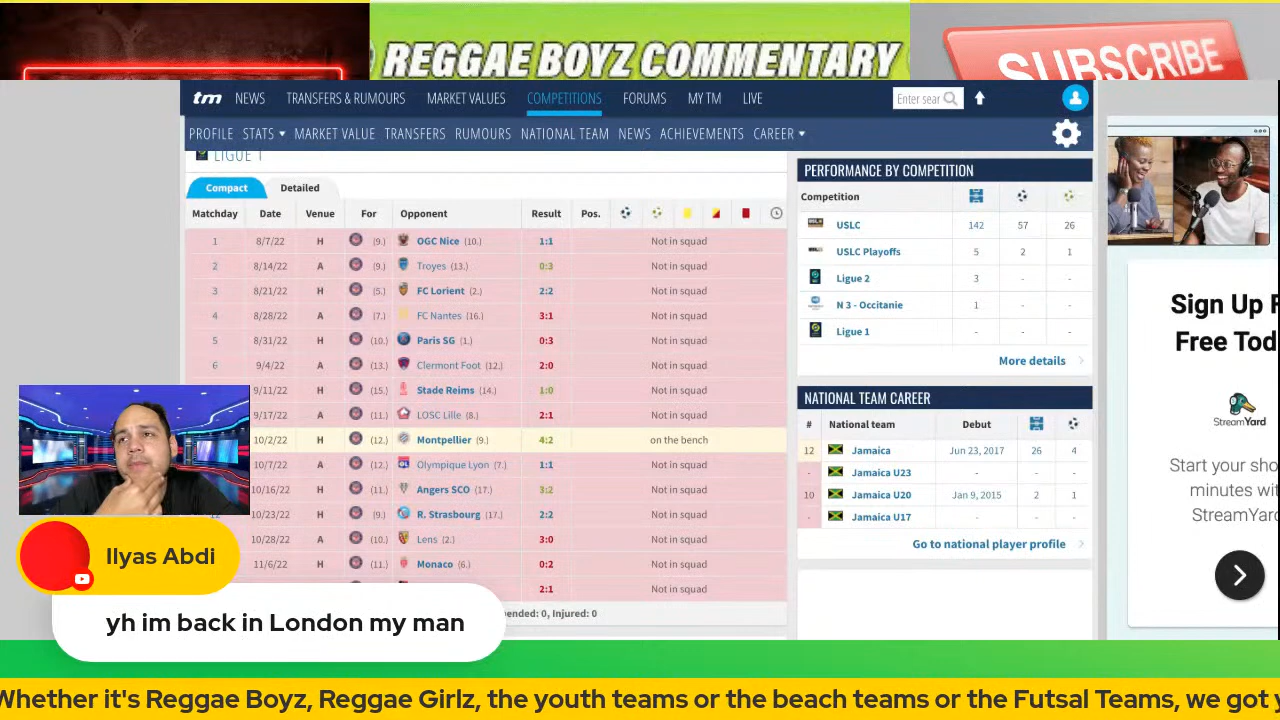 REGGAE BOYZ COMMENTARY
SUBSCRIBE
tm NEWS TRANSFERS & RUMOURS MARKET VALUES COMPETITIONS FORUMS MY TM LIVE
Enter sear
PROFILE STATS MARKET VALUE TRANSFERS RUMOURS NATIONAL TEAM NEWS ACHIEVEMENTS CAREER
LIGUE 1
Compact Detailed
Matchday Date Venue For Opponent Result Pos.
1 8/7/22 H (9.) OGC Nice (10.) 1:1 Not in squad
2 8/14/22 A (9.) Troyes (13.) 0:3 Not in squad
3 8/21/22 H (5.) FC Lorient (2.) 2:2 Not in squad
4 8/28/22 A (7.) FC Nantes (16.) 3:1 Not in squad
5 8/31/22 H (10.) Paris SG (1.) 0:3 Not in squad
6 9/4/22 A (13.) Clermont Foot (12.) 2:0 Not in squad
9/11/22 H (15.) Stade Reims (14.) 1:0 Not in squad
9/17/22 A (11.) LOSC Lille (8.) 2:1 Not in squad
10/2/22 H (12.) Montpellier (9.) 4:2 on the bench
10/7/22 A (12.) Olympique Lyon (7.) 1:1 Not in squad
10/16/22 H (11.) Angers SCO (17.) 3:2 Not in squad
10/23/22 H (9.) R. Strasbourg (17.) 2:2 Not in squad
10/28/22 A (10.) Lens (2.) 3:0 Not in squad
11/6/22 H (11.) Monaco (6.) 0:2 Not in squad
2:1 Not in squad
ended: 0, Injured: 0
PERFORMANCE BY COMPETITION
Competition
USLC 142 57 26
USLC Playoffs 5 2 1
Ligue 2 3 - -
N 3 - Occitanie 1 - -
Ligue 1 - - -
More details
NATIONAL TEAM CAREER
# National team Debut
12 Jamaica Jun 23, 2017 26 4
- Jamaica U23 - - -
10 Jamaica U20 Jan 9, 2015 2 1
- Jamaica U17 - - -
Go to national player profile
Sign Up F
Free Tod
StreamYard
Start your sho
minutes wit
StreamYard
Ilyas Abdi
yh im back in London my man
Whether it's Reggae Boyz, Reggae Girlz, the youth teams or the beach teams or the Futsal Teams, we got y